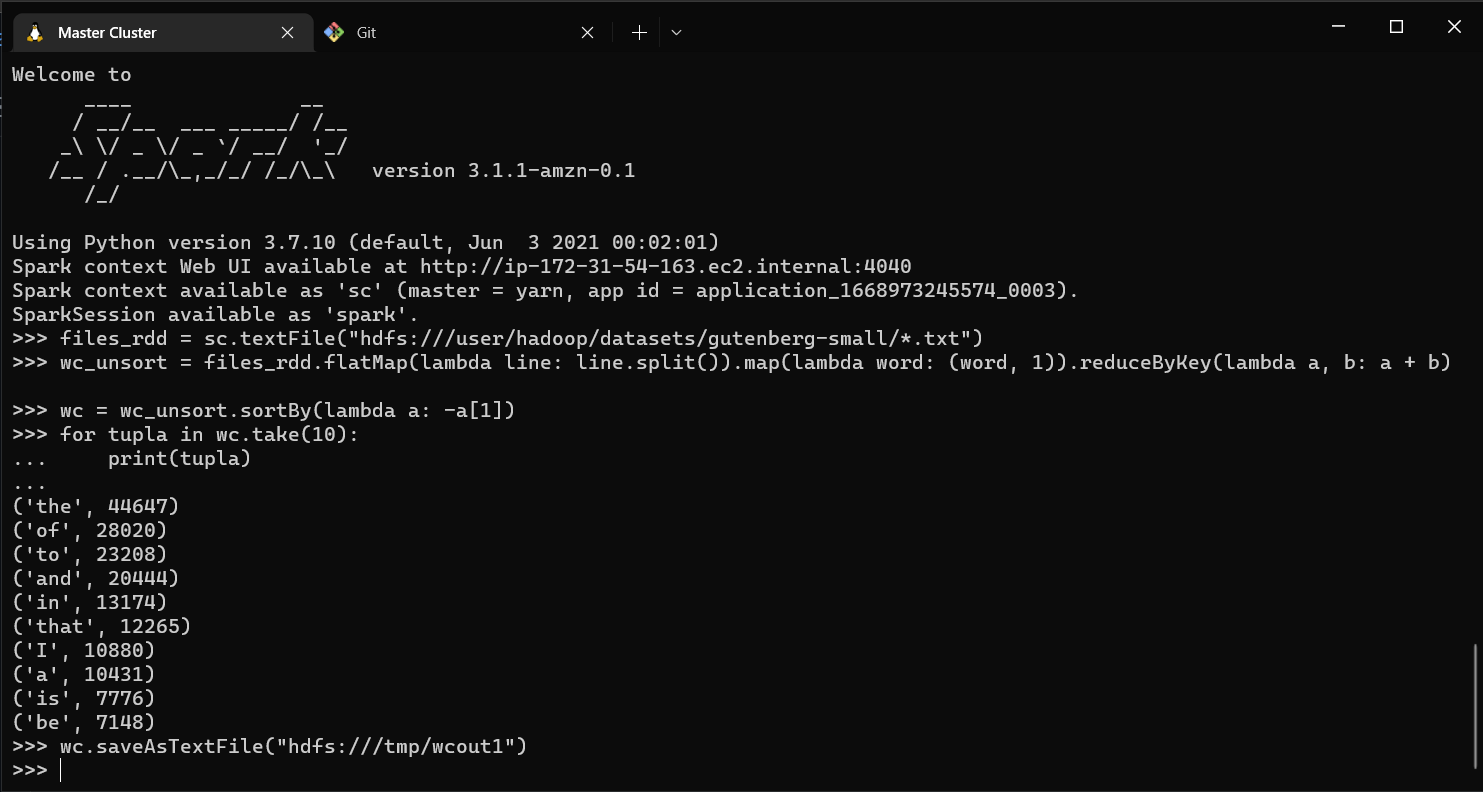 Master Cluster
Git
Welcome to
      ____              __
     / __/__  ___ _____/ /__
    _\ \/ _ \/ _ `/ __/  '_/
   /__ / .__/\_,_/_/ /_/\_\   version 3.1.1-amzn-0.1
      /_/
Using Python version 3.7.10 (default, Jun  3 2021 00:02:01)
Spark context Web UI available at http://ip-172-31-54-163.ec2.internal:4040
Spark context available as 'sc' (master = yarn, app id = application_1668973245574_0003).
SparkSession available as 'spark'.
>>> files_rdd = sc.textFile("hdfs:///user/hadoop/datasets/gutenberg-small/*.txt")
>>> wc_unsort = files_rdd.flatMap(lambda line: line.split()).map(lambda word: (word, 1)).reduceByKey(lambda a, b: a + b)
>>> wc = wc_unsort.sortBy(lambda a: -a[1])
>>> for tupla in wc.take(10):
...     print(tupla)
...
('the', 44647)
('of', 28020)
('to', 23208)
('and', 20444)
('in', 13174)
('that', 12265)
('I', 10880)
('a', 10431)
('is', 7776)
('be', 7148)
>>> wc.saveAsTextFile("hdfs:///tmp/wcout1")
>>>